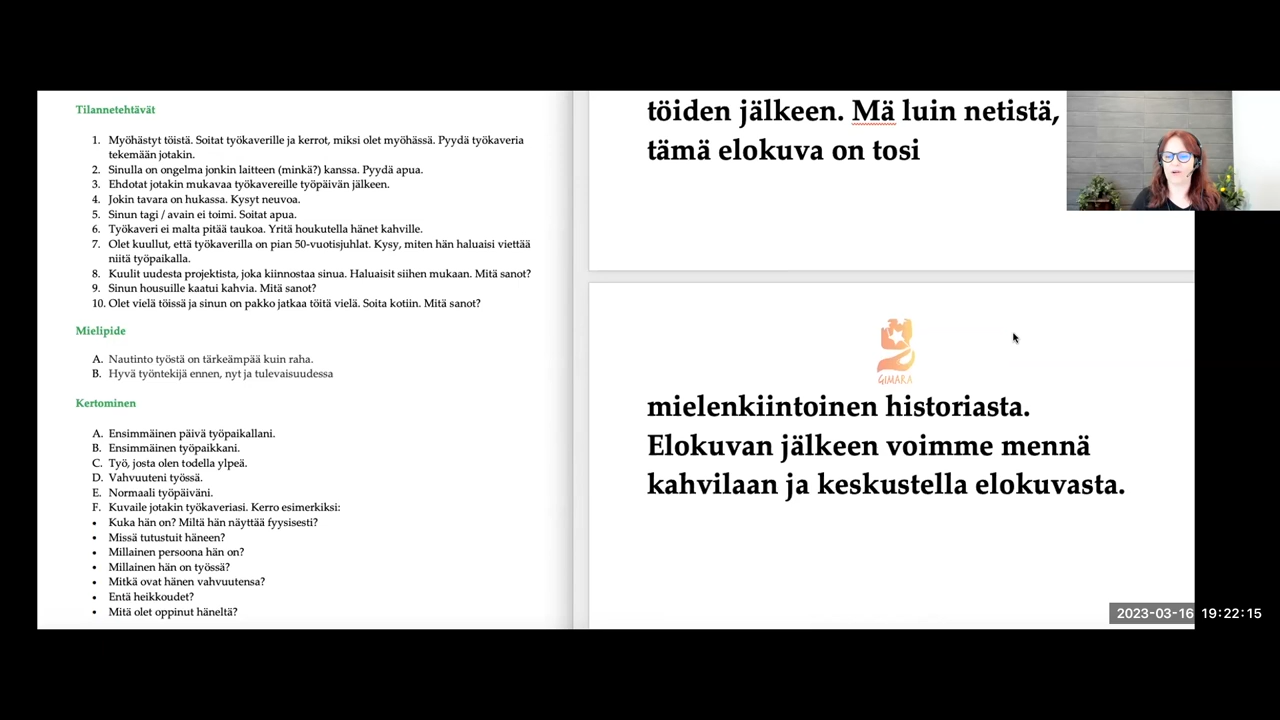 Tilannetehtävät
1. Myöhästyt töistä. Soitat työkaverille ja kerrot, miksi olet myöhässä. Pyydä työkaveria
tekemään jotakin.
2. Sinulla on ongelma jonkin laitteen (minkä?) kanssa. Pyydä apua.
3. Ehdotat jotakin mukavaa työkavereille työpäivän jälkeen.
4. Jokin tavara on hukassa. Kysyt neuvoa.
5. Sinun tagi / avain ei toimi. Soitat apua.
6. Työkaveri ei malta pitää taukoa. Yritä houkutella hänet kahville.
7. Olet kuullut, että työkaverilla on pian 50-vuotisjuhlat. Kysy, miten hän haluaisi viettää
niitä työpaikalla.
8. Kuulit uudesta projektista, joka kiinnostaa sinua. Haluaisit siihen mukaan. Mitä sanot?
9. Sinun housuille kaatui kahvia. Mitä sanot?
10. Olet vielä töissä ja sinun on pakko jatkaa töitä vielä. Soita kotiin. Mitä sanot?
Mielipide
A. Nautinto työstä on tärkeämpää kuin raha.
B. Hyvä työntekijä ennen, nyt ja tulevaisuudessa
Kertominen
A. Ensimmäinen päivä työpaikallani.
B. Ensimmäinen työpaikkani.
C. Työ, josta olen todella ylpeä.
D. Vahvuuteni työssä.
E. Normaali työpäiväni.
F. Kuvaile jotakin työkaveriasi. Kerro esimerkiksi:
• Kuka hän on? Miltä hän näyttää fyysisesti?
• Missä tutustuit häneen?
• Millainen persoona hän on?
• Millainen hän on työssä?
• Mitkä ovat hänen vahvuutensa?
• Entä heikkoudet?
• Mitä olet oppinut häneltä?
töiden jälkeen. Mä luin netistä,
tämä elokuva on tosi
GIMARA
mielenkiintoinen historiasta.
Elokuvan jälkeen voimme mennä
kahvilaan ja keskustella elokuvasta.
2023-03-16 19:22:15